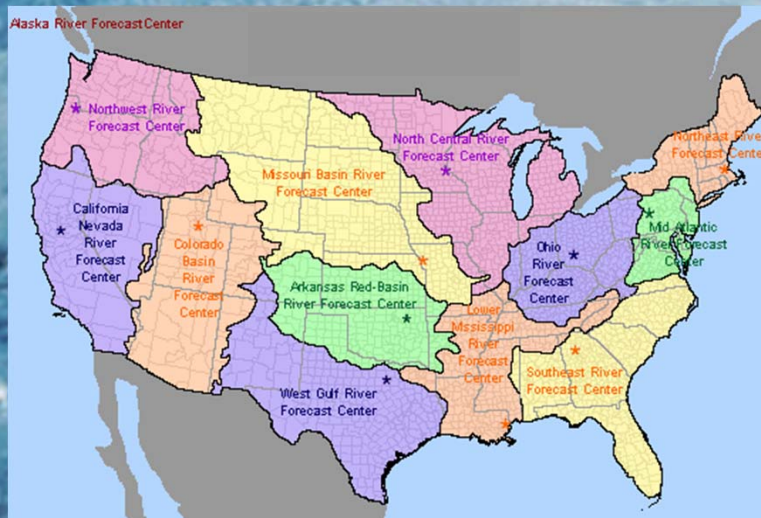 Alaska River Forecast Center
Northwest River
Forecast Center
North Central River
Forecast Center
Northeast River
Forecast Center
Missouri Basin River
Forecast Center
California
Nevada
River
Forecast
Center
Colorado
Basin
River
Forecast
Center
Ohio
River
Forecast
Center
Mid-Atlantic
River Forecast
Center
Arkansas Red-Basin
River Forecast Center
Lower
Mississippi
River
Forecast
Center
Southeast River
Forecast Center
West Gulf River
Forecast Center